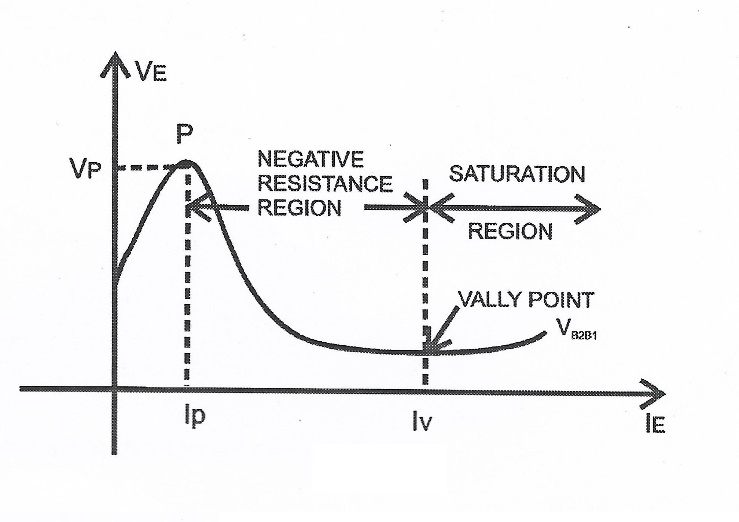 VE
P
VP
NEGATIVE
RESISTANCE
REGION
SATURATION
REGION
VALLY POINT
VB2B1
Ip
Iv
IE